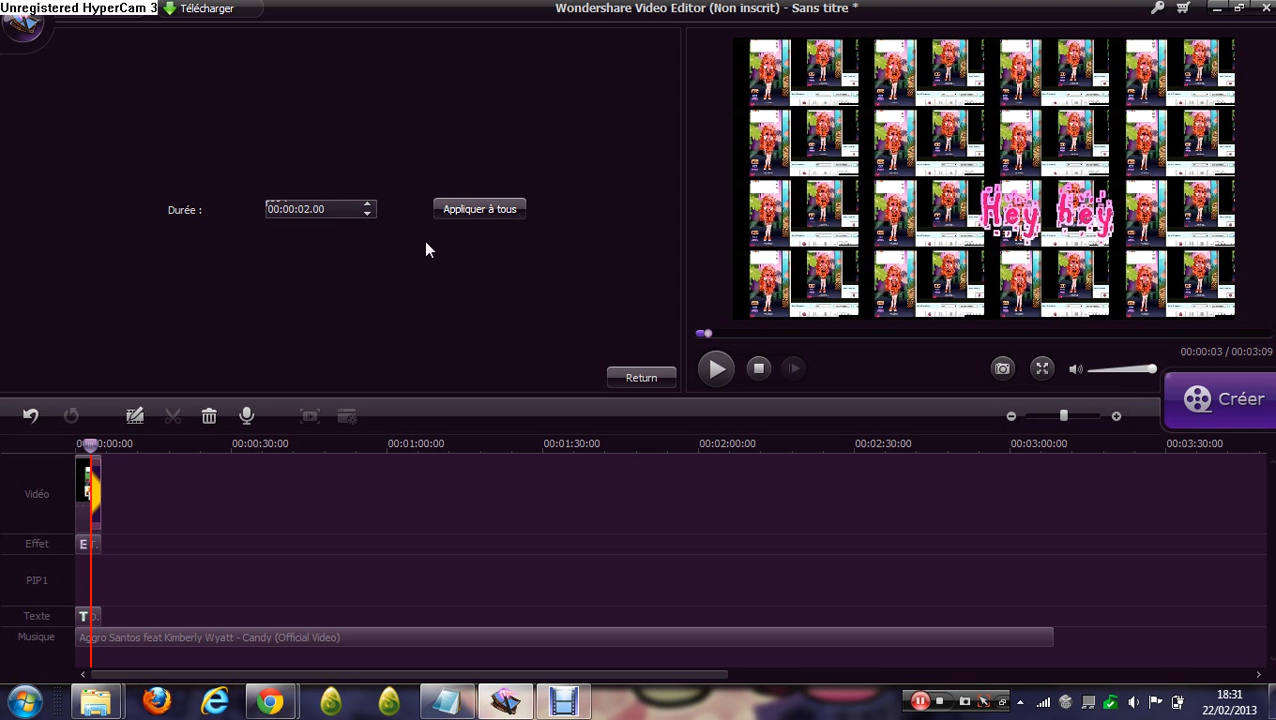 Unregistered HyperCam 3
Télécharger
Wondershare Video Editor (Non inscrit) - Sans titre *
Durée :
00:00:02.00
Appliquer à tous
Hey hey
00:00:03 / 00:03:09
Return
Créer
00:00:00:00
00:00:30:00
00:01:00:00
00:01:30:00
00:02:00:00
00:02:30:00
00:03:00:00
00:03:30:00
Vidéo
Effet
E
PIP1
Texte
T
Musique
Aggro Santos feat Kimberly Wyatt - Candy (Official Video)
18:31
22/02/2013